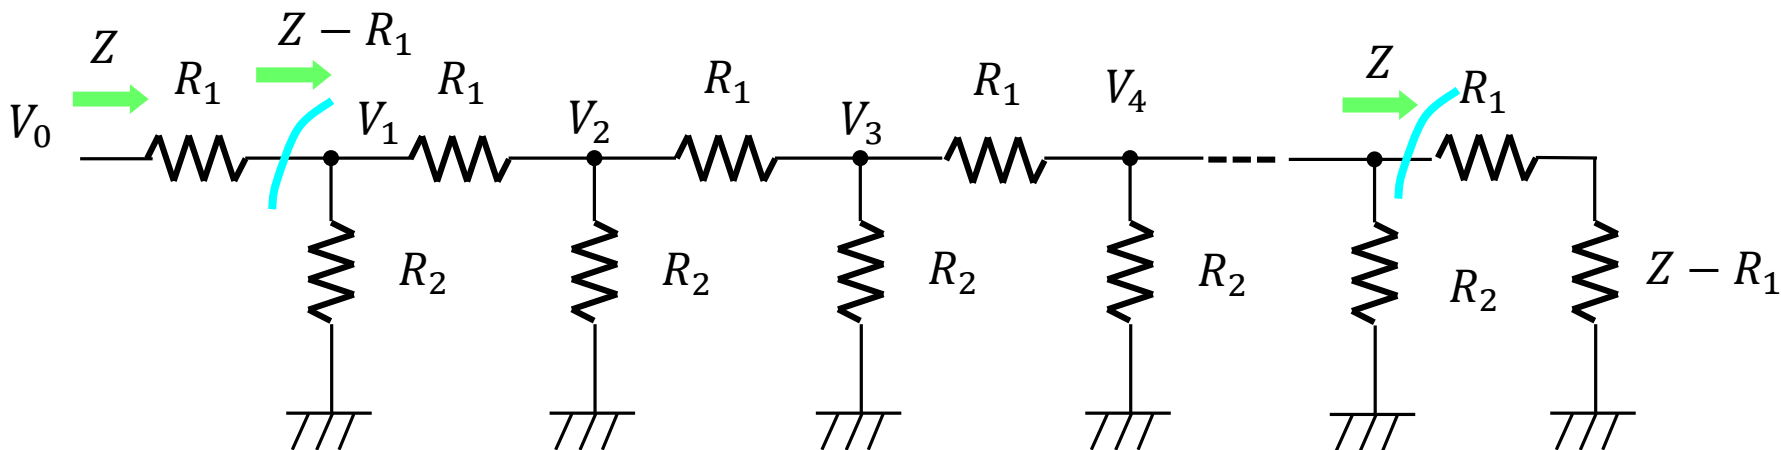 Z
Z − R₁
Z
R₁
R₁
R₁
R₁
V₄
R₁
V₀
V₁
V₂
V₃
R₂
R₂
R₂
R₂
R₂
Z − R₁